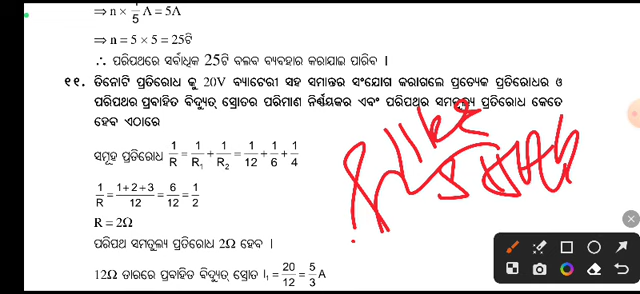 ⇒ n × 1/5 A = 5A
⇒ n = 5 × 5 = 25ଟି
∴ ପରିପଥରେ ସର୍ବାଧିକ 25ଟି ବଲବ ବ୍ୟବହାର କରାଯାଇ ପାରିବ ।
୧୧. ତିନୋଟି ପ୍ରତିରୋଧ କୁ 20V ବ୍ୟାଟେରୀ ସହ ସମାନ୍ତର ସଂଯୋଗ କରାଗଲେ ପ୍ରତ୍ୟେକ ପ୍ରତିରୋଧର ଓ
ପରିପଥର ପ୍ରବାହିତ ବିଦ୍ୟୁତ୍ ସ୍ରୋତର ପରିମାଣ ନିର୍ଣ୍ଣୟକର ଏବଂ ପରିପଥର ସମତୁଲ୍ୟ ପ୍ରତିରୋଧ କେତେ
ହେବ ଏଠାରେ
ସମୂହ ପ୍ରତିରୋଧ 1/R = 1/R₁ + 1/R₂ = 1/12 + 1/6 + 1/4
1/R = (1+2+3)/12 = 6/12 = 1/2
R = 2Ω
ପରିପଥ ସମତୁଲ୍ୟ ପ୍ରତିରୋଧ 2Ω ହେବ ।
12Ω ତାରରେ ପ୍ରବାହିତ ବିଦ୍ୟୁତ୍ ସ୍ରୋତ I₁ = 20/12 = 5/3 A
like